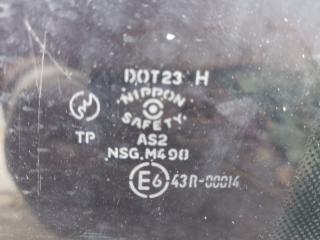 DOT23 H
NIPPON
SAFETY
TP
AS2
NSG.M490
E6 43R-00014